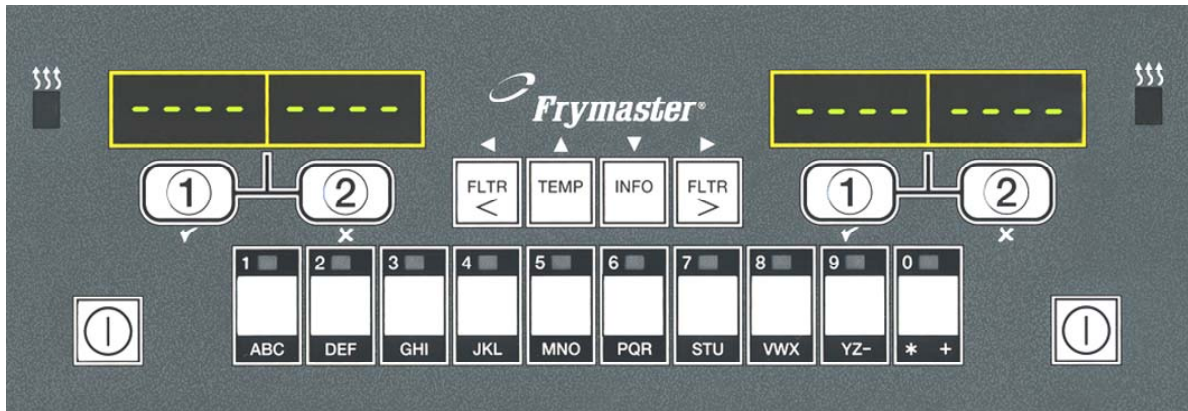 ---- ---- ---- ----
Frymaster®
1 2 FLTR < TEMP INFO FLTR > 1 2
1 2 3 4 5 6 7 8 9 0
ABC DEF GHI JKL MNO PQR STU VWX YZ- * +